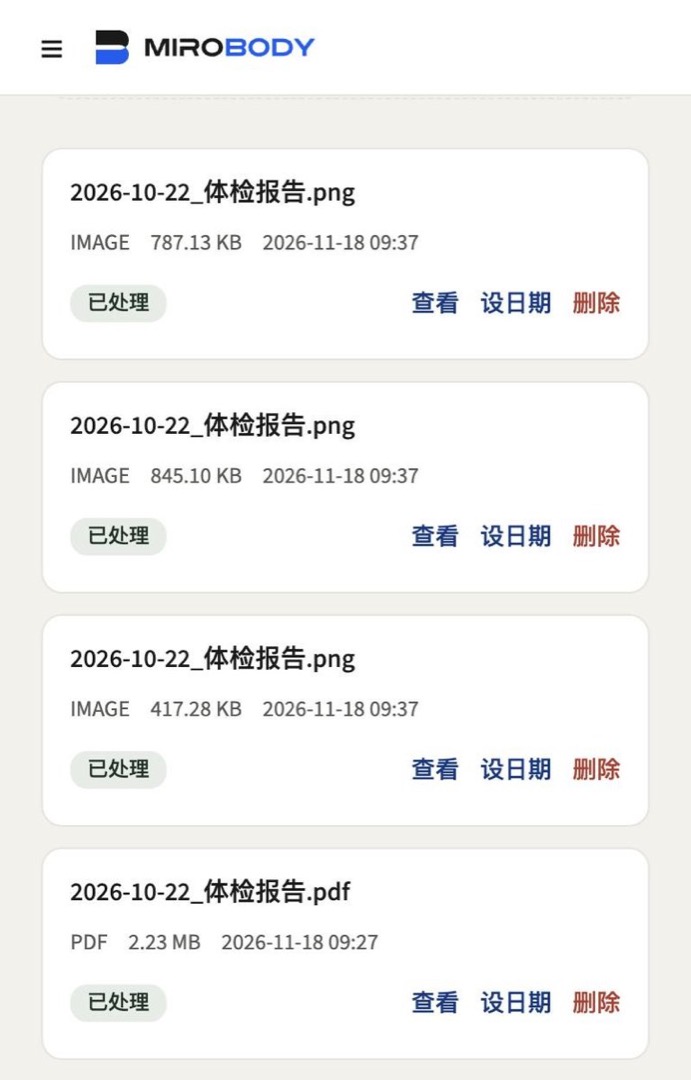 MIROBODY
2026-10-22_体检报告.png
IMAGE 787.13 KB 2026-11-18 09:37
已处理 查看 设日期 删除
2026-10-22_体检报告.png
IMAGE 845.10 KB 2026-11-18 09:37
已处理 查看 设日期 删除
2026-10-22_体检报告.png
IMAGE 417.28 KB 2026-11-18 09:37
已处理 查看 设日期 删除
2026-10-22_体检报告.pdf
PDF 2.23 MB 2026-11-18 09:27
已处理 查看 设日期 删除